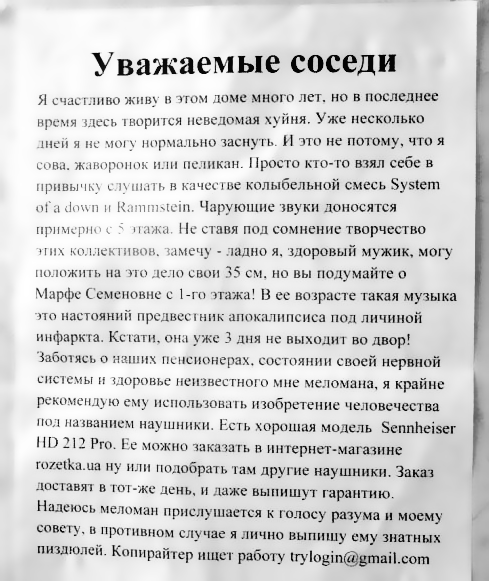 Уважаемые соседи
Я счастливо живу в этом доме много лет, но в последнее
время здесь творится неведомая хуйня. Уже несколько
дней я не могу нормально заснуть. И это не потому, что я
сова, жаворонок или пеликан. Просто кто-то взял себе в
привычку слушать в качестве колыбельной смесь System
of a down и Rammstein. Чарующие звуки доносятся
примерно с 5 этажа. Не ставя под сомнение творчество
этих коллективов, замечу - ладно я, здоровый мужик, могу
положить на это дело свои 35 см, но вы подумайте о
Марфе Семеновне с 1-го этажа! В ее возрасте такая музыка
это настояний предвестник апокалипсиса под личиной
инфаркта. Кстати, она уже 3 дня не выходит во двор!
Заботясь о наших пенсионерах, состоянии своей нервной
системы и здоровье неизвестного мне меломана, я крайне
рекомендую ему использовать изобретение человечества
под названием наушники. Есть хорошая модель Sennheiser
HD 212 Pro. Ее можно заказать в интернет-магазине
rozetka.ua ну или подобрать там другие наушники. Заказ
доставят в тот-же день, и даже выпишут гарантию.
Надеюсь меломан прислушается к голосу разума и моему
совету, в противном случае я лично выпишу ему знатных
пиздюлей. Копирайтер ищет работу trylogin@gmail.com